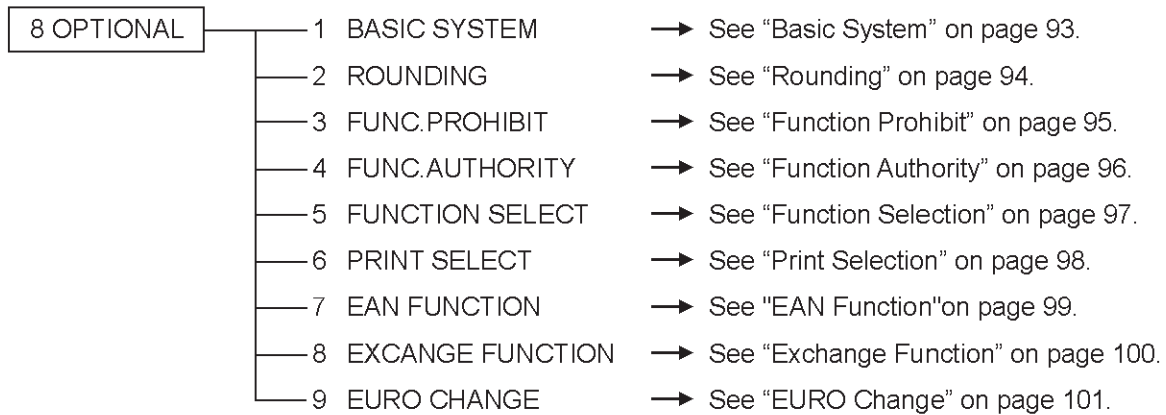 8 OPTIONAL
1 BASIC SYSTEM See “Basic System” on page 93.
2 ROUNDING See “Rounding” on page 94.
3 FUNC.PROHIBIT See “Function Prohibit” on page 95.
4 FUNC.AUTHORITY See “Function Authority” on page 96.
5 FUNCTION SELECT See “Function Selection” on page 97.
6 PRINT SELECT See “Print Selection” on page 98.
7 EAN FUNCTION See "EAN Function"on page 99.
8 EXCANGE FUNCTION See “Exchange Function” on page 100.
9 EURO CHANGE See “EURO Change” on page 101.